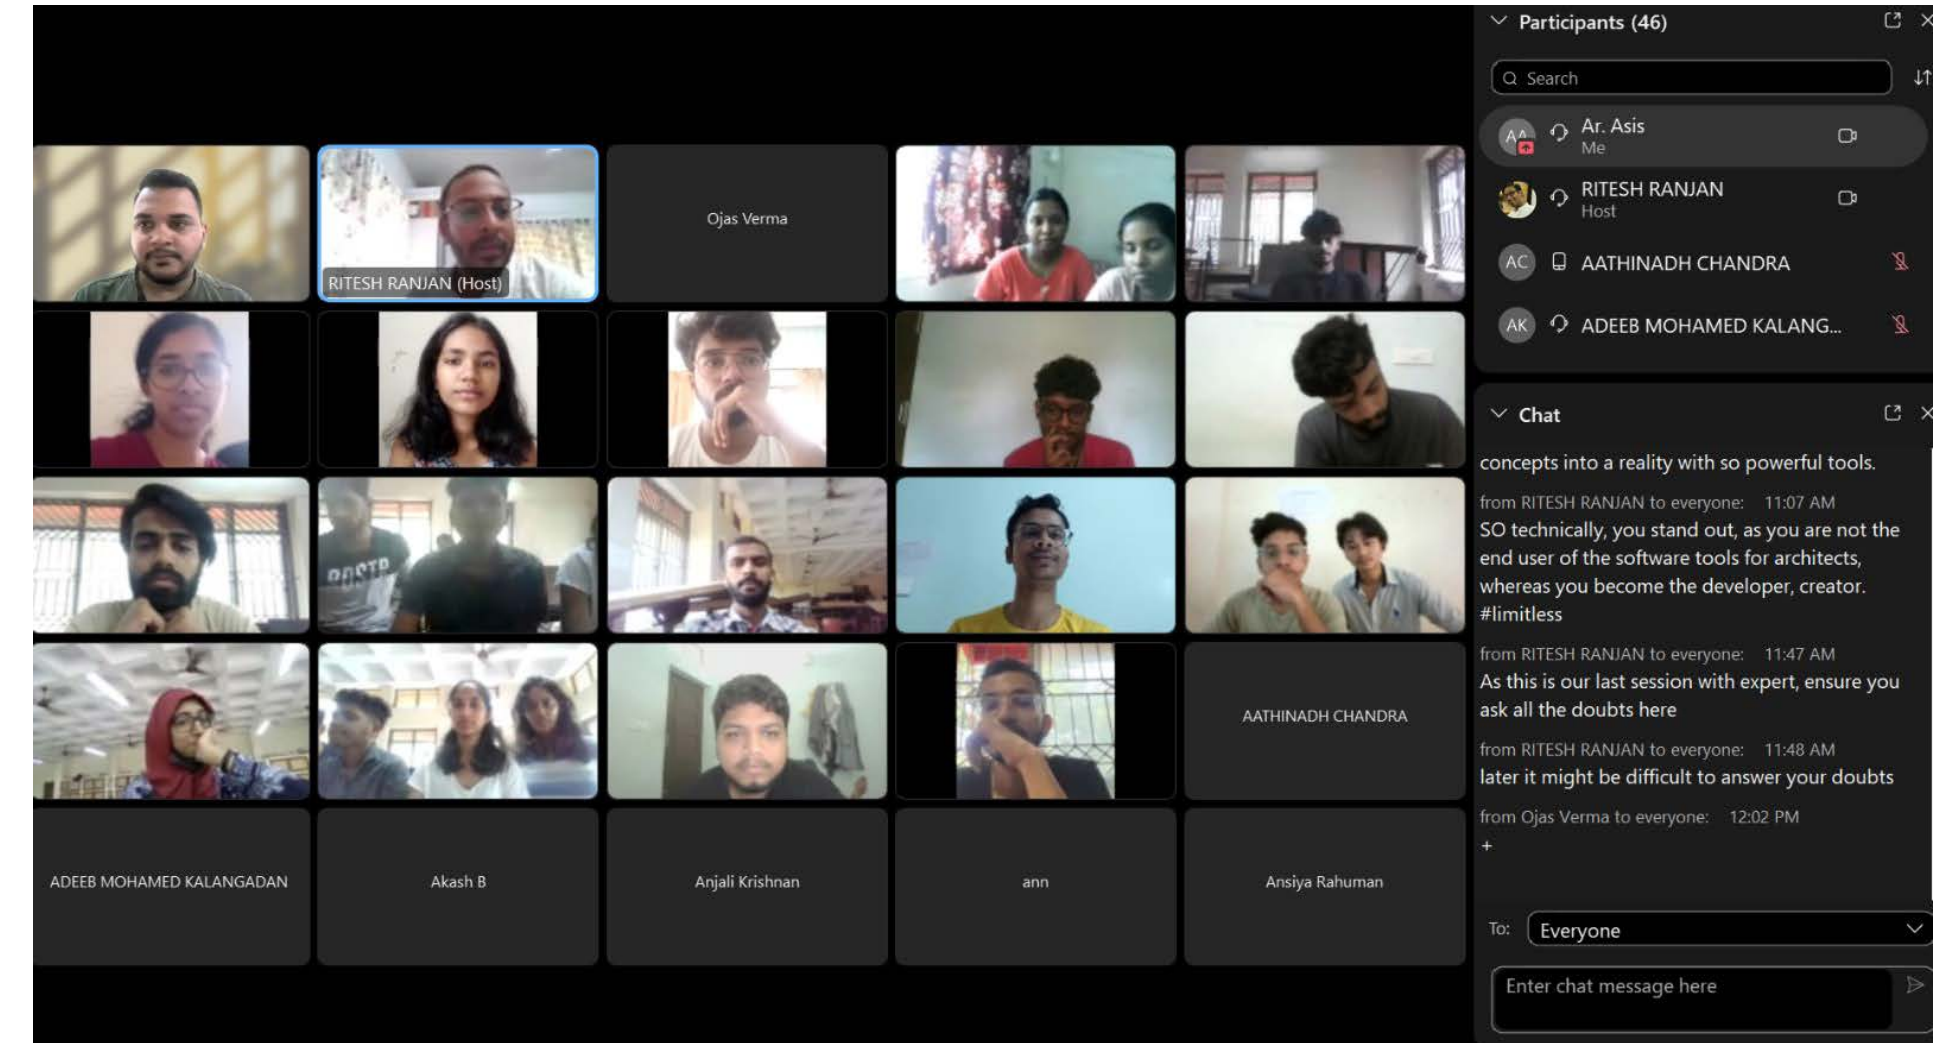 Ojas Verma
RITESH RANJAN (Host)
AATHINADH CHANDRA
ADEEB MOHAMED KALANGADAN
Akash B
Anjali Krishnan
ann
Ansiya Rahuman
Participants (46)
Search
AA
Ar. Asis
Me
RITESH RANJAN
Host
AC
AATHINADH CHANDRA
AK
ADEEB MOHAMED KALANG...
Chat
concepts into a reality with so powerful tools.
from RITESH RANJAN to everyone: 11:07 AM
SO technically, you stand out, as you are not the
end user of the software tools for architects,
whereas you become the developer, creator.
#limitless
from RITESH RANJAN to everyone: 11:47 AM
As this is our last session with expert, ensure you
ask all the doubts here
from RITESH RANJAN to everyone: 11:48 AM
later it might be difficult to answer your doubts
from Ojas Verma to everyone: 12:02 PM
+
To:
Everyone
Enter chat message here